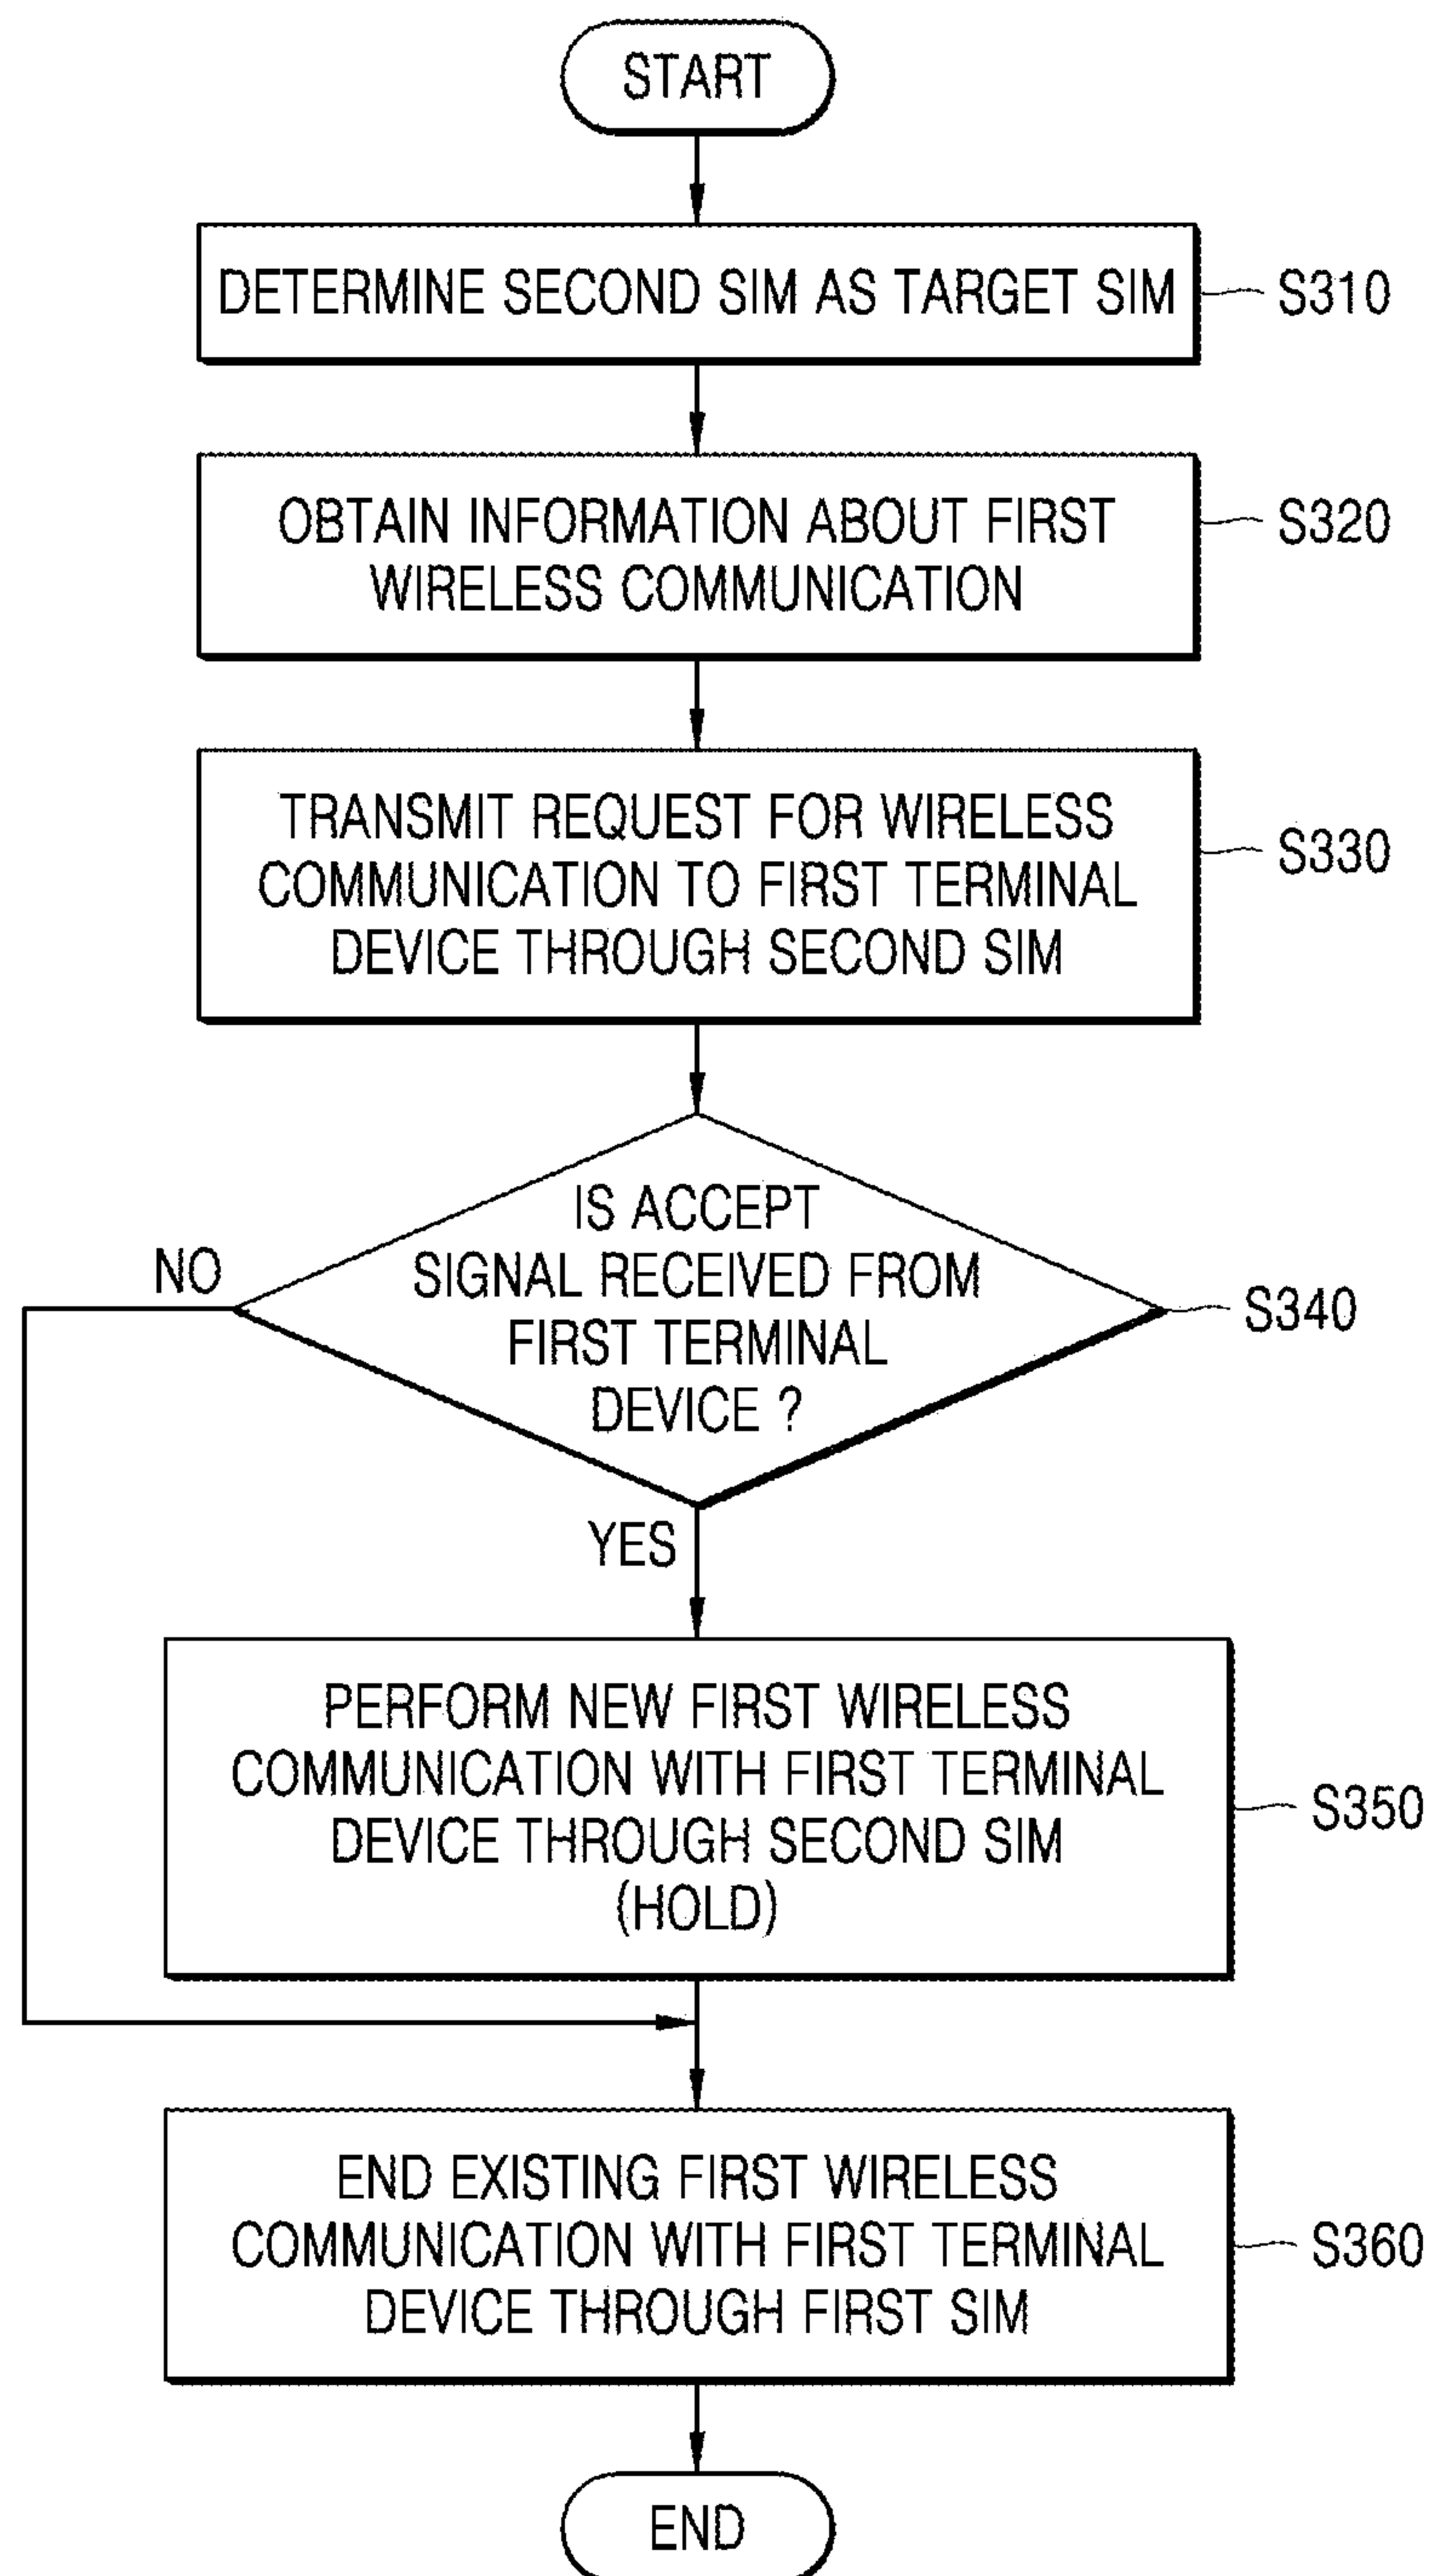 START
DETERMINE SECOND SIM AS TARGET SIM
S310
OBTAIN INFORMATION ABOUT FIRST
WIRELESS COMMUNICATION
S320
TRANSMIT REQUEST FOR WIRELESS
COMMUNICATION TO FIRST TERMINAL
DEVICE THROUGH SECOND SIM
S330
IS ACCEPT
SIGNAL RECEIVED FROM
FIRST TERMINAL
DEVICE ?
S340
NO
YES
PERFORM NEW FIRST WIRELESS
COMMUNICATION WITH FIRST TERMINAL
DEVICE THROUGH SECOND SIM
(HOLD)
S350
END EXISTING FIRST WIRELESS
COMMUNICATION WITH FIRST TERMINAL
DEVICE THROUGH FIRST SIM
S360
END